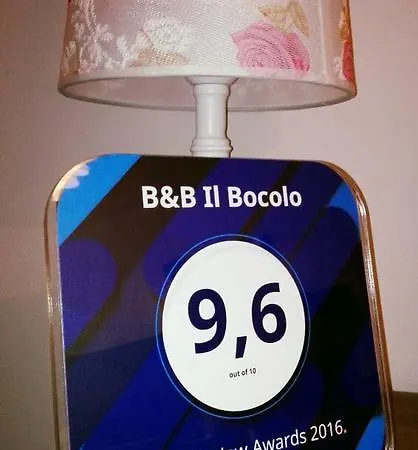 B&B Il Bocolo
9,6
out of 10
Awards 2016.